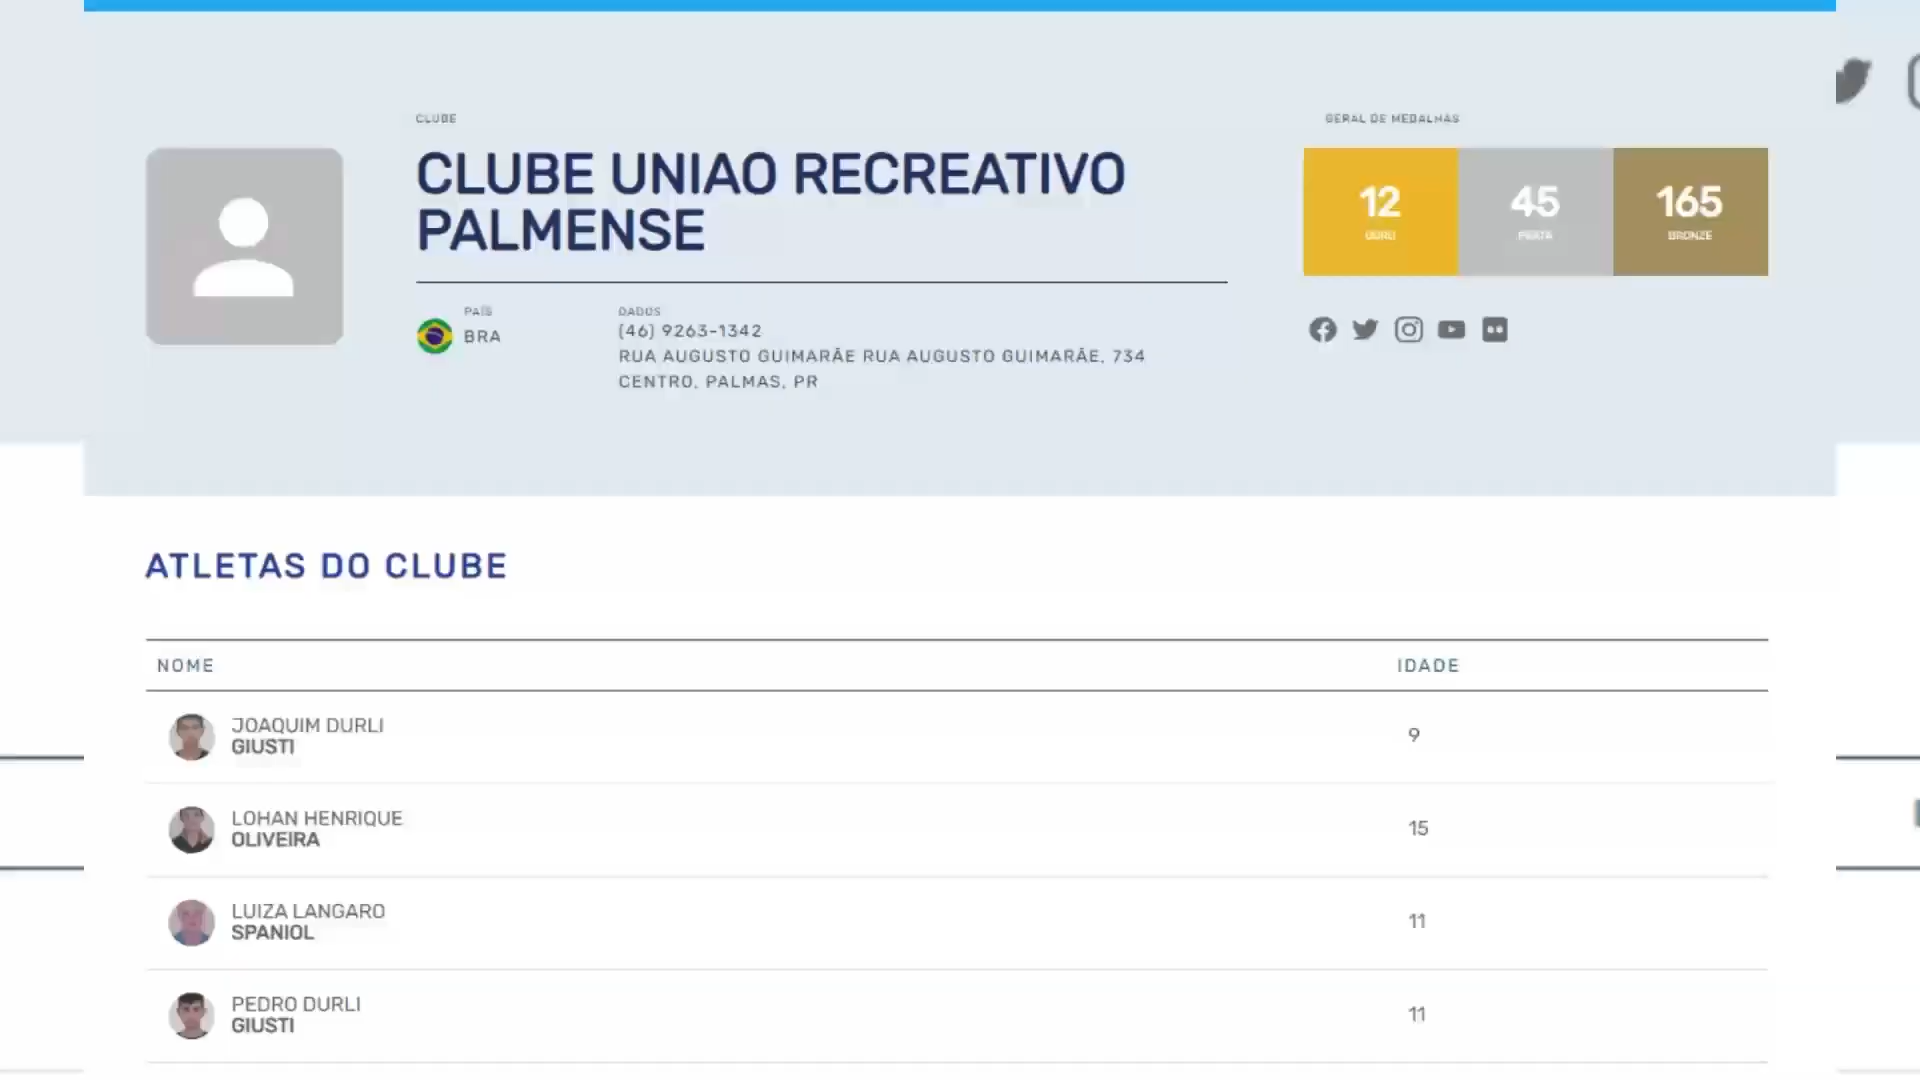 CLUBE
CLUBE UNIAO RECREATIVO
PALMENSE
PAÍS
BRA
DADOS
(46) 9263-1342
RUA AUGUSTO GUIMARÃE RUA AUGUSTO GUIMARÃE, 734
CENTRO, PALMAS, PR
GERAL DE MEDALHAS
12
OURO
45
PRATA
165
BRONZE
ATLETAS DO CLUBE
NOME IDADE
JOAQUIM DURLI
GIUSTI
9
LOHAN HENRIQUE
OLIVEIRA
15
LUIZA LANGARO
SPANIOL
11
PEDRO DURLI
GIUSTI
11